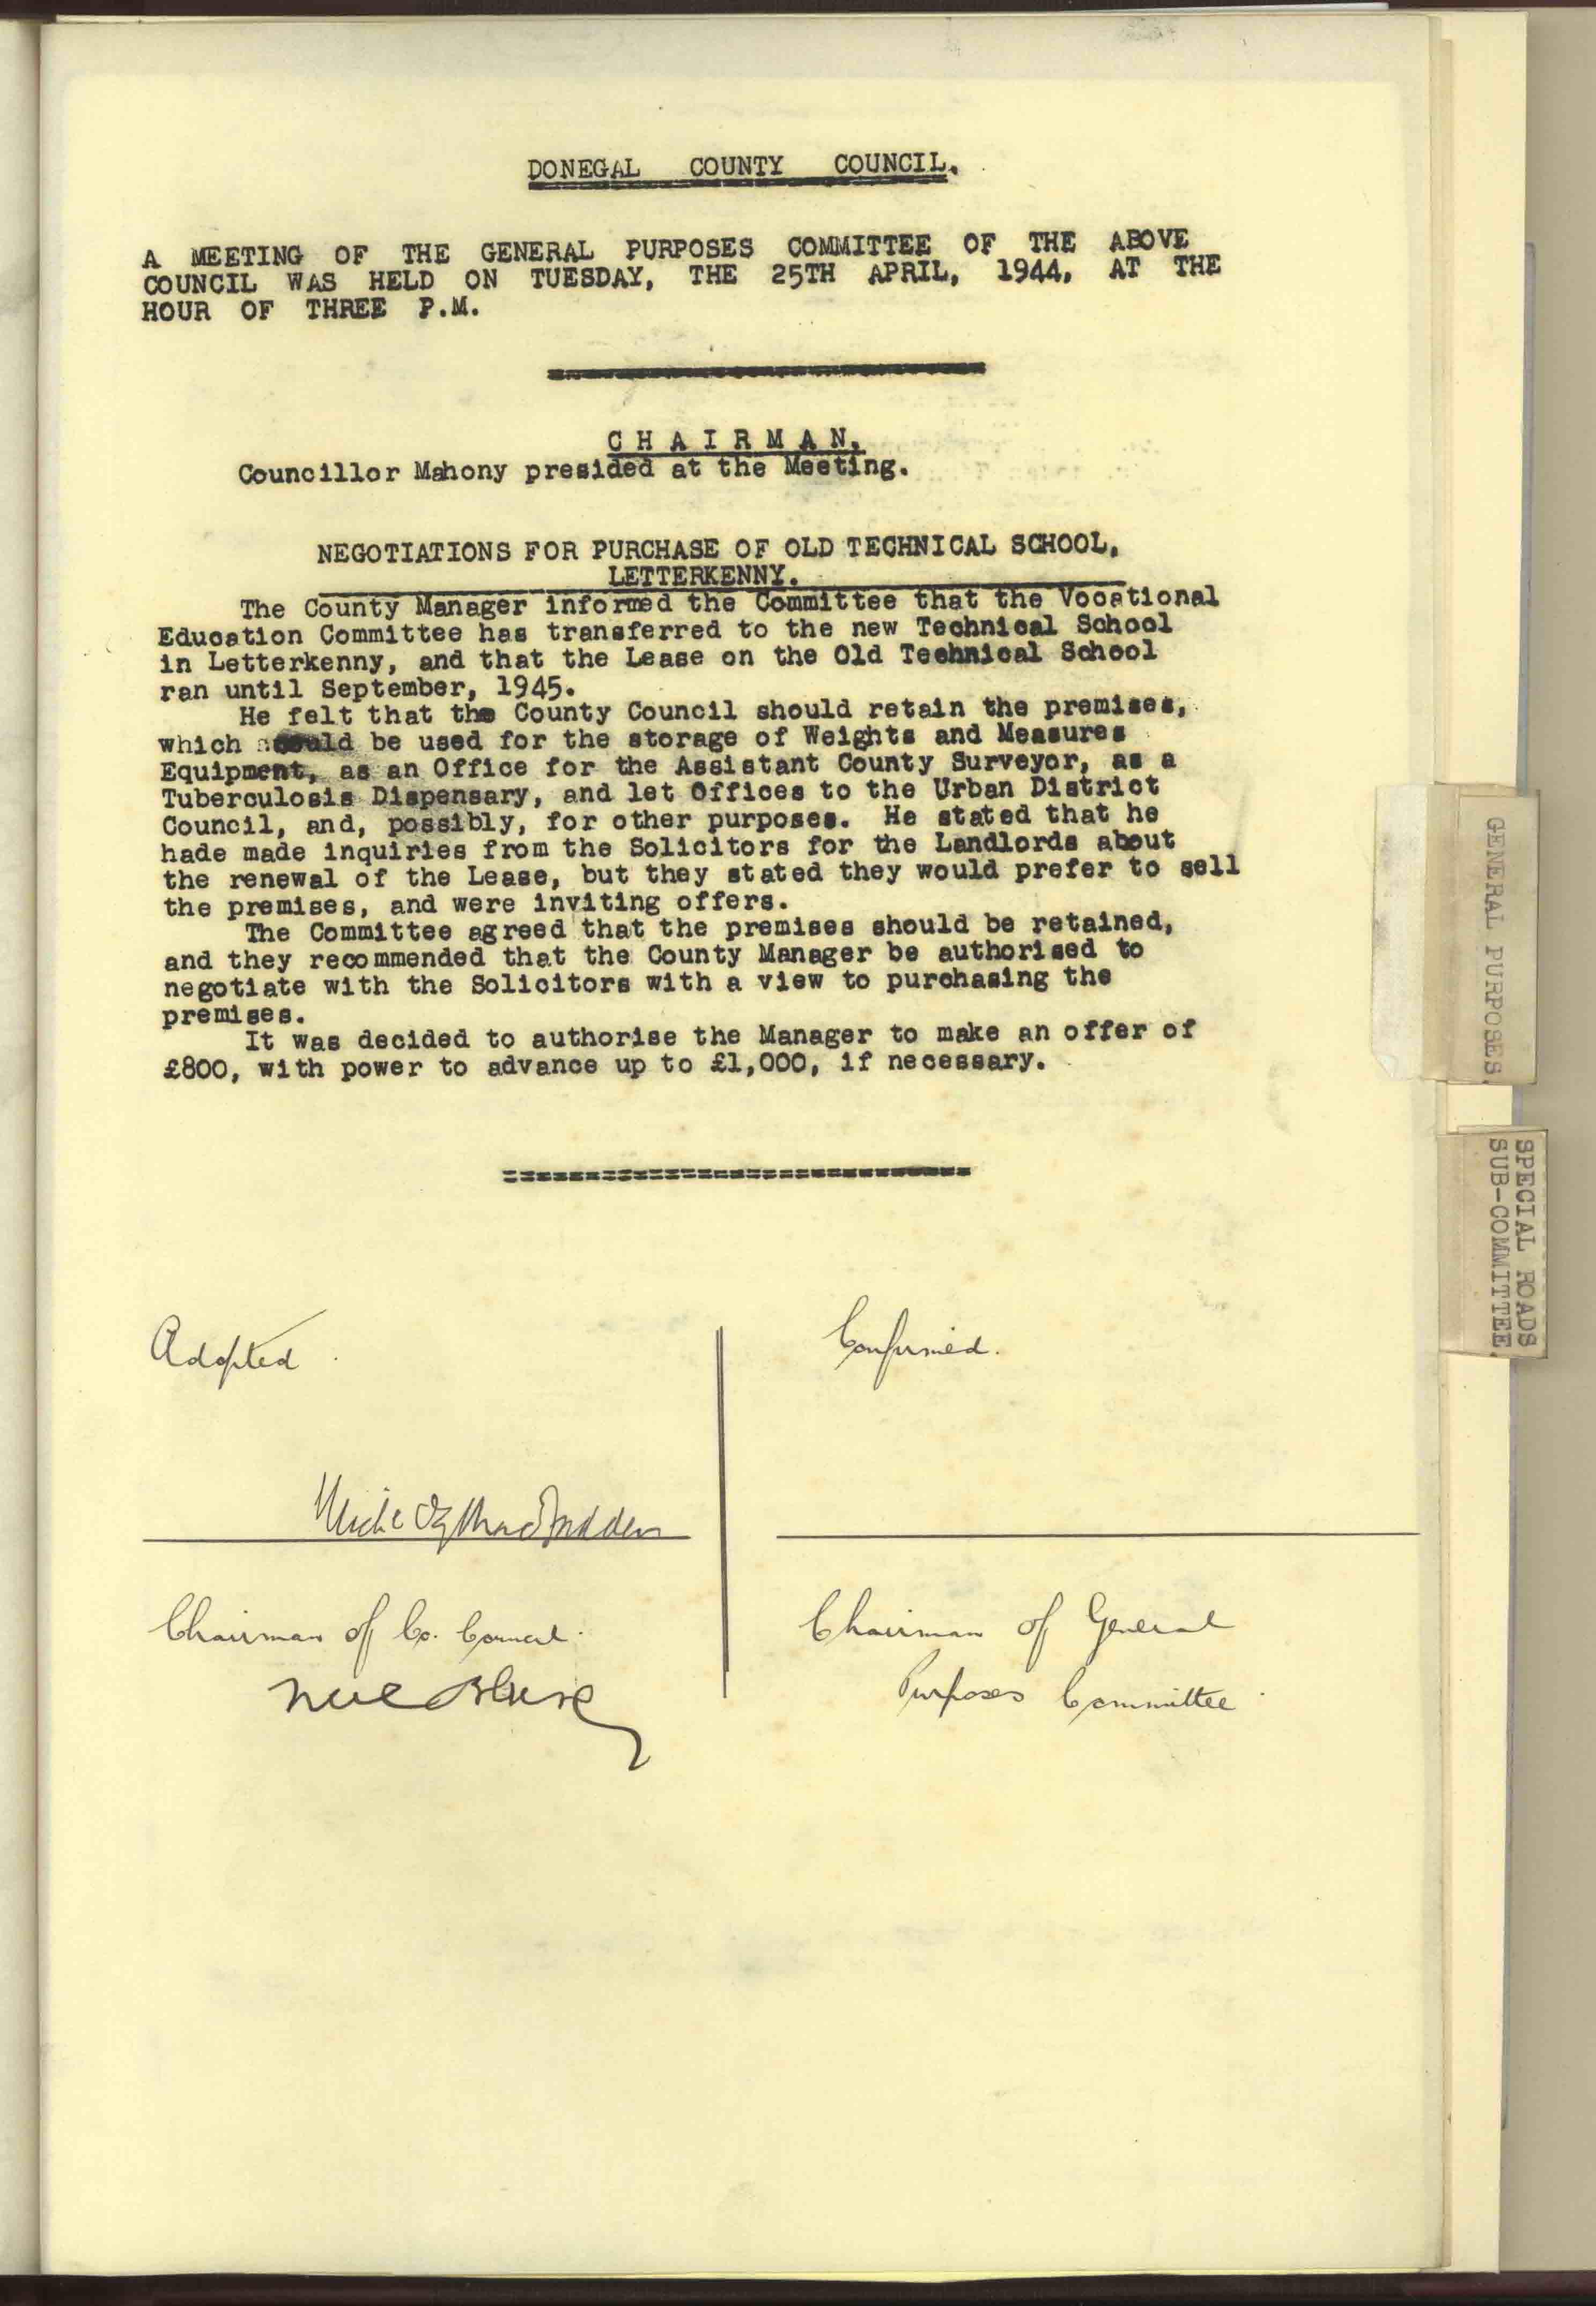 DONEGAL COUNTY COUNCIL.
A MEETING OF THE GENERAL PURPOSES COMMITTEE OF THE ABOVE
COUNCIL WAS HELD ON TUESDAY, THE 25TH APRIL, 1944, AT THE
HOUR OF THREE P.M.
CHAIRMAN.
Councillor Mahony presided at the Meeting.
NEGOTIATIONS FOR PURCHASE OF OLD TECHNICAL SCHOOL,
LETTERKENNY.
The County Manager informed the Committee that the Vocational
Education Committee has transferred to the new Technical School
in Letterkenny, and that the Lease on the Old Technical School
ran until September, 1945.
He felt that the County Council should retain the premises,
which could be used for the storage of Weights and Measures
Equipment, as an Office for the Assistant County Surveyor, as a
Tuberculosis Dispensary, and let Offices to the Urban District
Council, and, possibly, for other purposes. He stated that he
hade made inquiries from the Solicitors for the Landlords about
the renewal of the Lease, but they stated they would prefer to sell
the premises, and were inviting offers.
The Committee agreed that the premises should be retained,
and they recommended that the County Manager be authorised to
negotiate with the Solicitors with a view to purchasing the
premises.
It was decided to authorise the Manager to make an offer of
£800, with power to advance up to £1,000, if necessary.
Adopted.
Confirmed.
Chairman of Co. Council.
Chairman of General
Purposes Committee.
GENERAL PURPOSES.
SPECIAL ROADS
SUB-COMMITTEE.